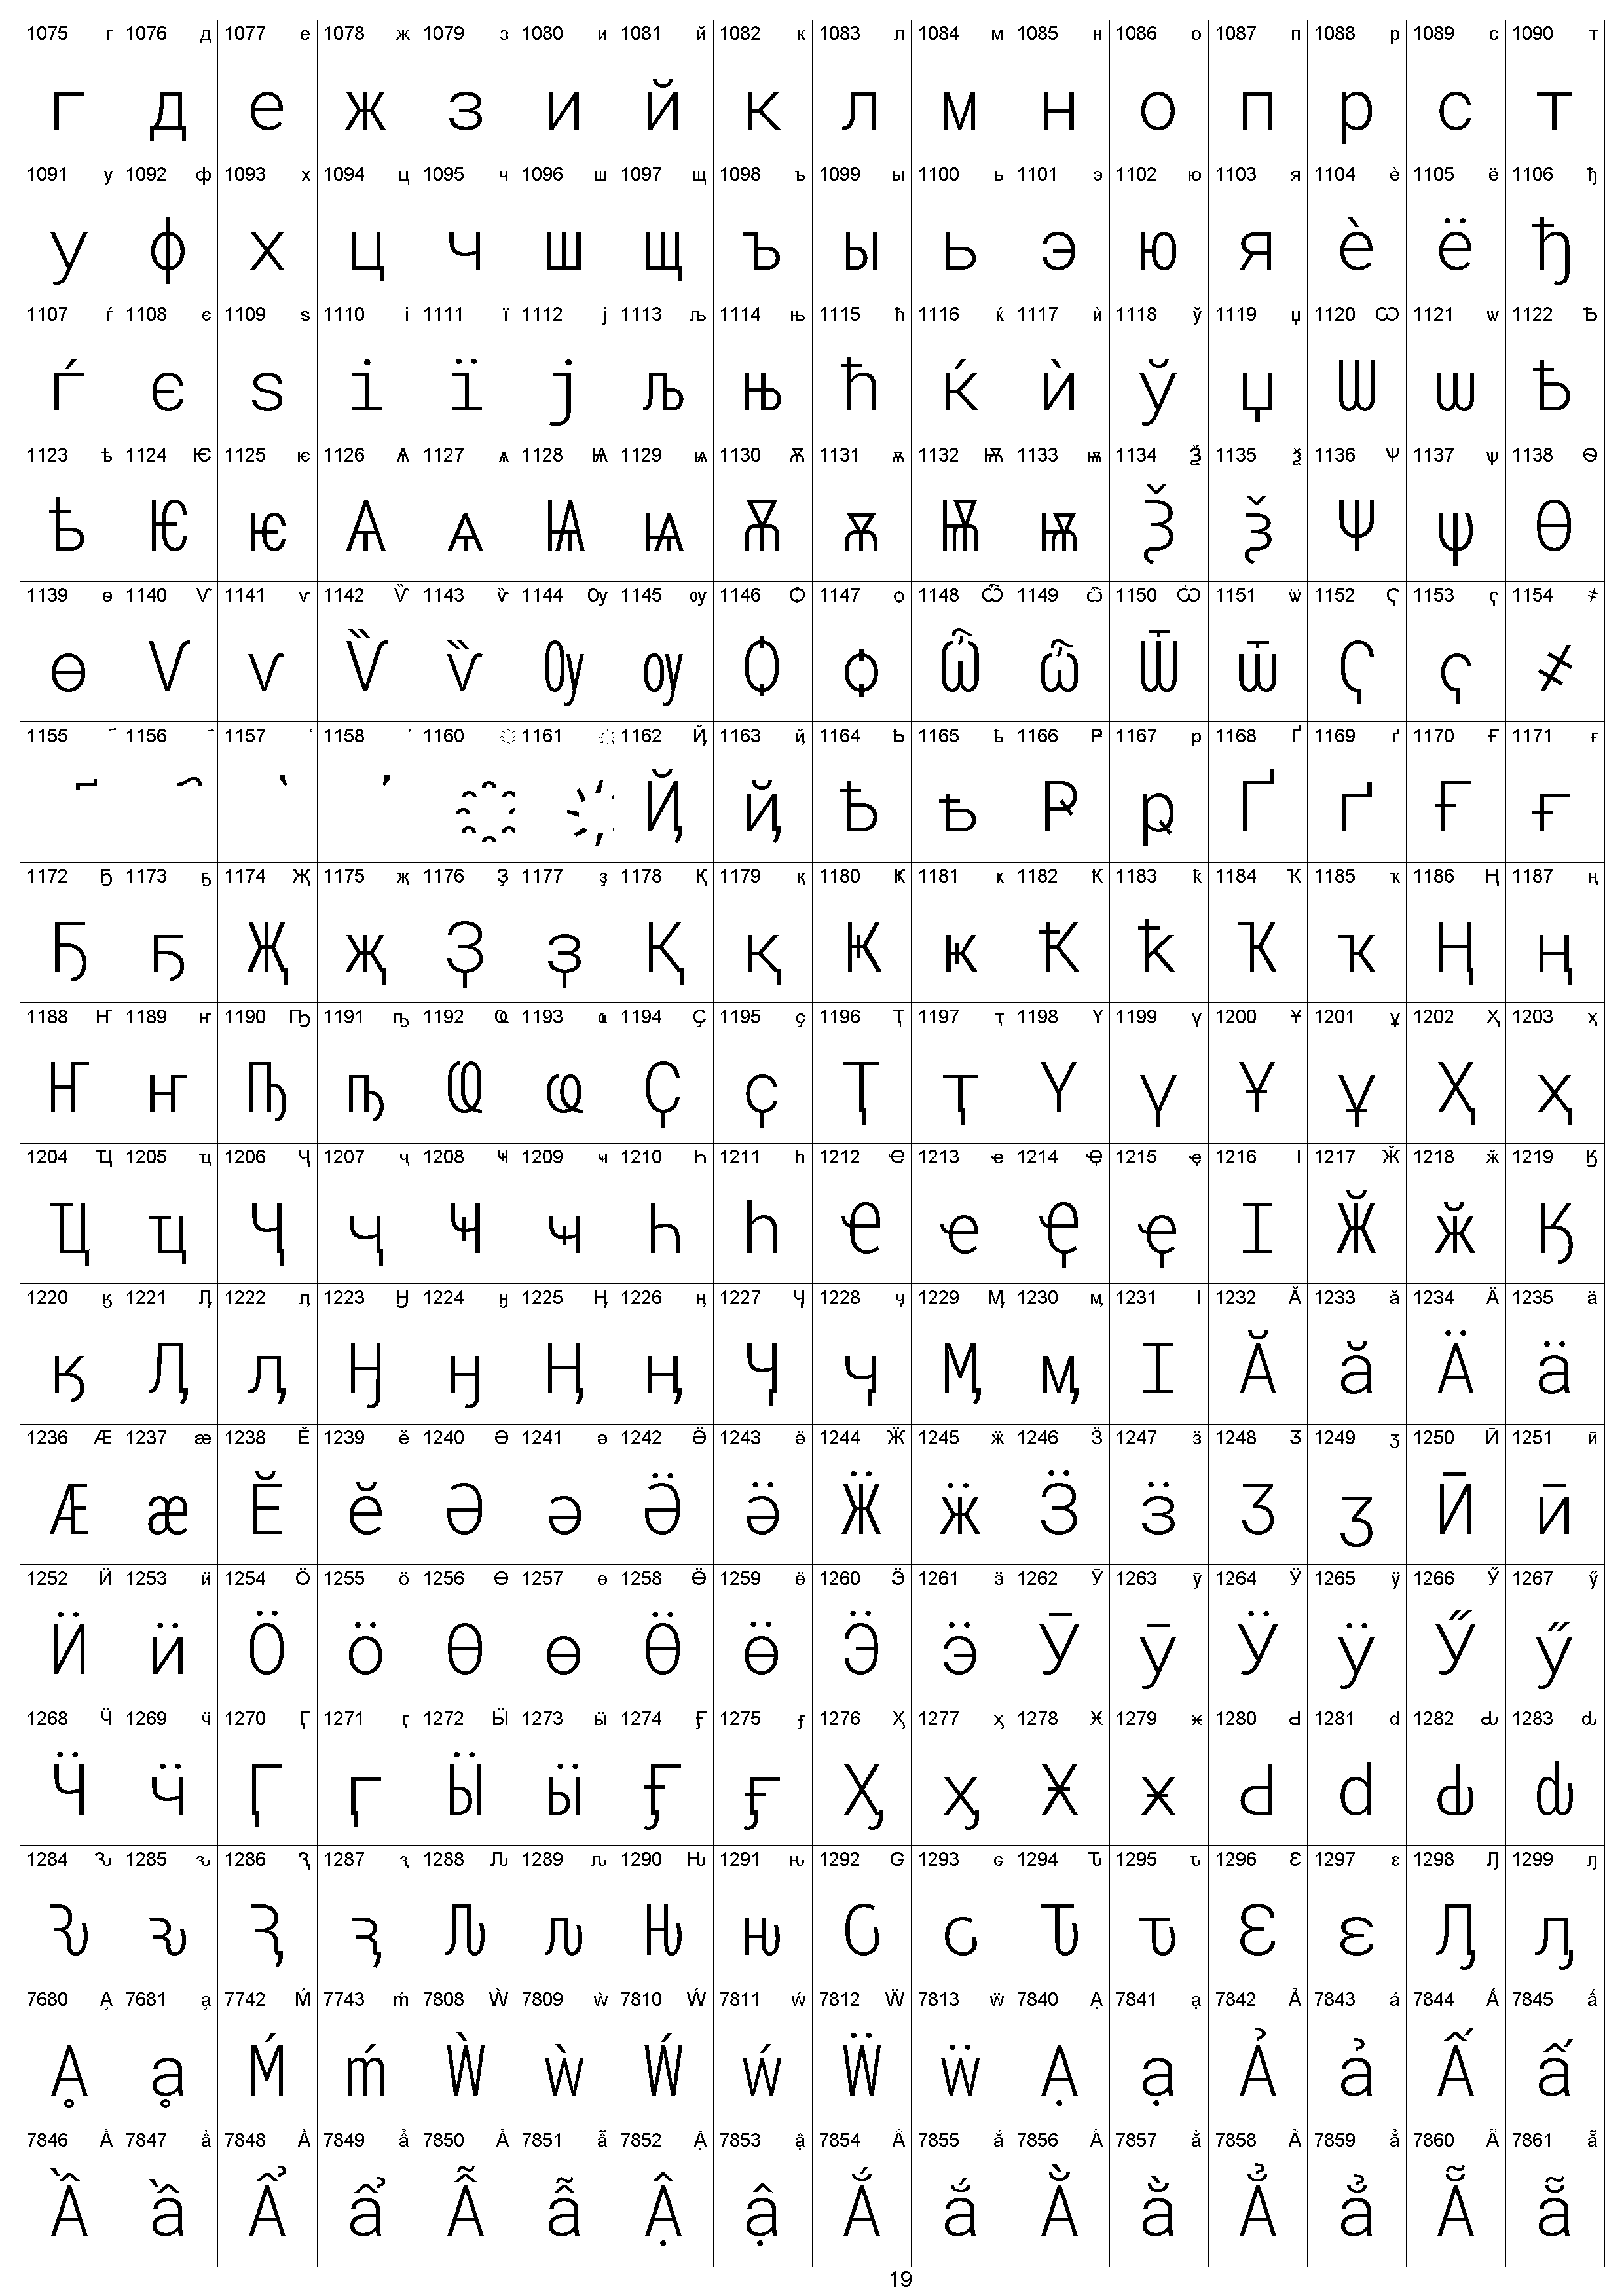 1075 г 1076 д 1077 е 1078 ж 1079 з 1080 и 1081 й 1082 к 1083 л 1084 м 1085 н 1086 о 1087 п 1088 р 1089 с 1090 т
г д е ж з и й к л м н о п р с т
1091 у 1092 ф 1093 х 1094 ц 1095 ч 1096 ш 1097 щ 1098 ъ 1099 ы 1100 ь 1101 э 1102 ю 1103 я 1104 ѐ 1105 ё 1106 ђ
у ф х ц ч ш щ ъ ы ь э ю я ѐ ё ђ
1107 ѓ 1108 є 1109 ѕ 1110 і 1111 ї 1112 ј 1113 љ 1114 њ 1115 ћ 1116 ќ 1117 ѝ 1118 ў 1119 џ 1120 Ѡ 1121 ѡ 1122 Ѣ
ѓ є ѕ і ї ј љ њ ћ ќ ѝ ў џ Ѡ ѡ Ѣ
1123 ѣ 1124 Ѥ 1125 ѥ 1126 Ѧ 1127 ѧ 1128 Ѩ 1129 ѩ 1130 Ѫ 1131 ѫ 1132 Ѭ 1133 ѭ 1134 Ѯ 1135 ѯ 1136 Ѱ 1137 ѱ 1138 Ѳ
ѣ Ѥ ѥ Ѧ ѧ Ѩ ѩ Ѫ ѫ Ѭ ѭ Ѯ ѯ Ѱ ѱ Ѳ
1139 ѳ 1140 Ѵ 1141 ѵ 1142 Ѷ 1143 ѷ 1144 Ѹ 1145 ѹ 1146 Ѻ 1147 ѻ 1148 Ѽ 1149 ѽ 1150 Ѿ 1151 ѿ 1152 Ҁ 1153 ҁ 1154 ҂
ѳ Ѵ ѵ Ѷ ѷ Ѹ ѹ Ѻ ѻ Ѽ ѽ Ѿ ѿ Ҁ ҁ ҂
1155 ҃ 1156 ҄ 1157 ҅ 1158 ҆ 1160 ҈ 1161 ҉ 1162 Ҋ 1163 ҋ 1164 Ҍ 1165 ҍ 1166 Ҏ 1167 ҏ 1168 Ґ 1169 ґ 1170 Ғ 1171 ғ
҃ ҄ ҅ ҆ ҈ ҉ Ҋ ҋ Ҍ ҍ Ҏ ҏ Ґ ґ Ғ ғ
1172 Ҕ 1173 ҕ 1174 Җ 1175 җ 1176 Ҙ 1177 ҙ 1178 Қ 1179 қ 1180 Ҝ 1181 ҝ 1182 Ҟ 1183 ҟ 1184 Ҡ 1185 ҡ 1186 Ң 1187 ң
Ҕ ҕ Җ җ Ҙ ҙ Қ қ Ҝ ҝ Ҟ ҟ Ҡ ҡ Ң ң
1188 Ҥ 1189 ҥ 1190 Ҧ 1191 ҧ 1192 Ҩ 1193 ҩ 1194 Ҫ 1195 ҫ 1196 Ҭ 1197 ҭ 1198 Ү 1199 ү 1200 Ұ 1201 ұ 1202 Ҳ 1203 ҳ
Ҥ ҥ Ҧ ҧ Ҩ ҩ Ҫ ҫ Ҭ ҭ Ү ү Ұ ұ Ҳ ҳ
1204 Ҵ 1205 ҵ 1206 Ҷ 1207 ҷ 1208 Ҹ 1209 ҹ 1210 Һ 1211 һ 1212 Ҽ 1213 ҽ 1214 Ҿ 1215 ҿ 1216 Ӏ 1217 Ӂ 1218 ӂ 1219 Ӄ
Ҵ ҵ Ҷ ҷ Ҹ ҹ Һ һ Ҽ ҽ Ҿ ҿ Ӏ Ӂ ӂ Ӄ
1220 ӄ 1221 Ӆ 1222 ӆ 1223 Ӈ 1224 ӈ 1225 Ӊ 1226 ӊ 1227 Ӌ 1228 ӌ 1229 Ӎ 1230 ӎ 1231 ӏ 1232 Ӑ 1233 ӑ 1234 Ӓ 1235 ӓ
ӄ Ӆ ӆ Ӈ ӈ Ӊ ӊ Ӌ ӌ Ӎ ӎ ӏ Ӑ ӑ Ӓ ӓ
1236 Ӕ 1237 ӕ 1238 Ӗ 1239 ӗ 1240 Ә 1241 ә 1242 Ӛ 1243 ӛ 1244 Ӝ 1245 ӝ 1246 Ӟ 1247 ӟ 1248 Ӡ 1249 ӡ 1250 Ӣ 1251 ӣ
Ӕ ӕ Ӗ ӗ Ә ә Ӛ ӛ Ӝ ӝ Ӟ ӟ Ӡ ӡ Ӣ ӣ
1252 Ӥ 1253 ӥ 1254 Ӧ 1255 ӧ 1256 Ө 1257 ө 1258 Ӫ 1259 ӫ 1260 Ӭ 1261 ӭ 1262 Ӯ 1263 ӯ 1264 Ӱ 1265 ӱ 1266 Ӳ 1267 ӳ
Ӥ ӥ Ӧ ӧ Ө ө Ӫ ӫ Ӭ ӭ Ӯ ӯ Ӱ ӱ Ӳ ӳ
1268 Ӵ 1269 ӵ 1270 Ӷ 1271 ӷ 1272 Ӹ 1273 ӹ 1274 Ӻ 1275 ӻ 1276 Ӽ 1277 ӽ 1278 Ӿ 1279 ӿ 1280 Ԁ 1281 ԁ 1282 Ԃ 1283 ԃ
Ӵ ӵ Ӷ ӷ Ӹ ӹ Ӻ ӻ Ӽ ӽ Ӿ ӿ Ԁ ԁ Ԃ ԃ
1284 Ԅ 1285 ԅ 1286 Ԇ 1287 ԇ 1288 Ԉ 1289 ԉ 1290 Ԋ 1291 ԋ 1292 Ԍ 1293 ԍ 1294 Ԏ 1295 ԏ 1296 Ԑ 1297 ԑ 1298 Ԓ 1299 ԓ
Ԅ ԅ Ԇ ԇ Ԉ ԉ Ԋ ԋ Ԍ ԍ Ԏ ԏ Ԑ ԑ Ԓ ԓ
7680 Ḁ 7681 ḁ 7742 Ḿ 7743 ḿ 7808 Ẁ 7809 ẁ 7810 Ẃ 7811 ẃ 7812 Ẅ 7813 ẅ 7840 Ạ 7841 ạ 7842 Ả 7843 ả 7844 Ấ 7845 ấ
Ḁ ḁ Ḿ ḿ Ẁ ẁ Ẃ ẃ Ẅ ẅ Ạ ạ Ả ả Ấ ấ
7846 Ầ 7847 ầ 7848 Ẩ 7849 ẩ 7850 Ẫ 7851 ẫ 7852 Ậ 7853 ậ 7854 Ắ 7855 ắ 7856 Ằ 7857 ằ 7858 Ẳ 7859 ẳ 7860 Ẵ 7861 ẵ
Ầ ầ Ẩ ẩ Ẫ ẫ Ậ ậ Ắ ắ Ằ ằ Ẳ ẳ Ẵ ẵ
19